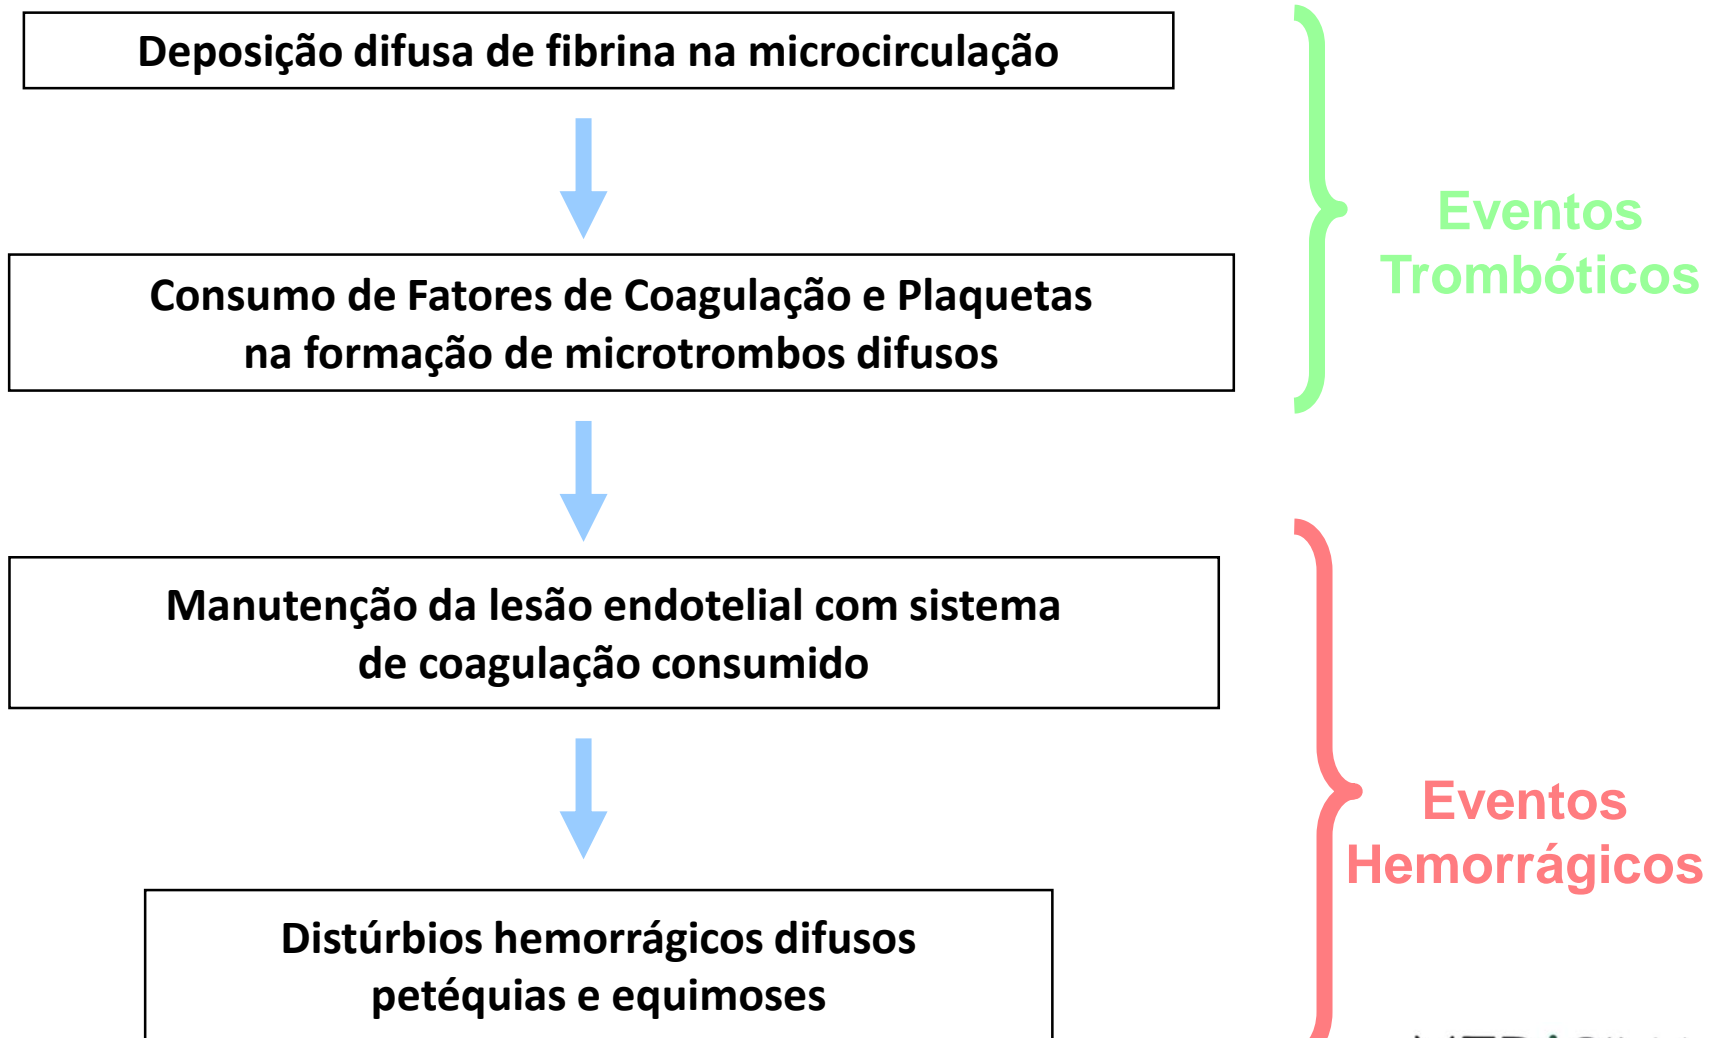 Deposição difusa de fibrina na microcirculação
Consumo de Fatores de Coagulação e Plaquetas
na formação de microtrombos difusos
Eventos
Trombóticos
Manutenção da lesão endotelial com sistema
de coagulação consumido
Distúrbios hemorrágicos difusos
petéquias e equimoses
Eventos
Hemorrágicos